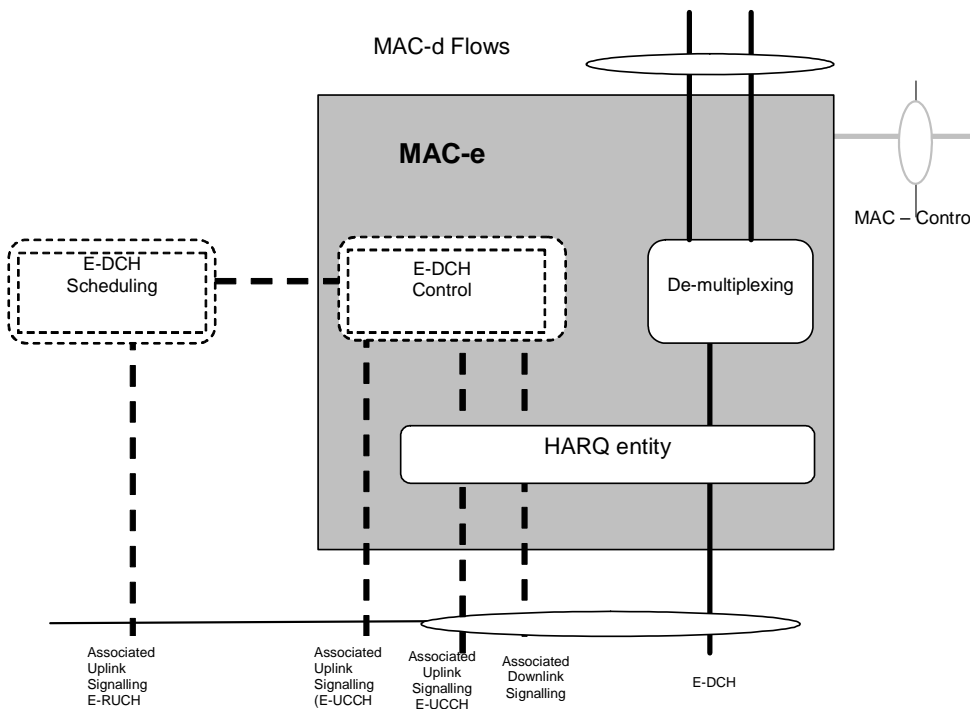 MAC-d Flows
MAC-e
MAC – Control
E-DCH
Scheduling
E-DCH
Control
De-multiplexing
HARQ entity
Associated
Uplink
Signalling
E-RUCH
Associated
Uplink
Signalling
(E-UCCH
Associated
Uplink
Signalling
E-UCCH
Associated
Downlink
Signalling
E-DCH